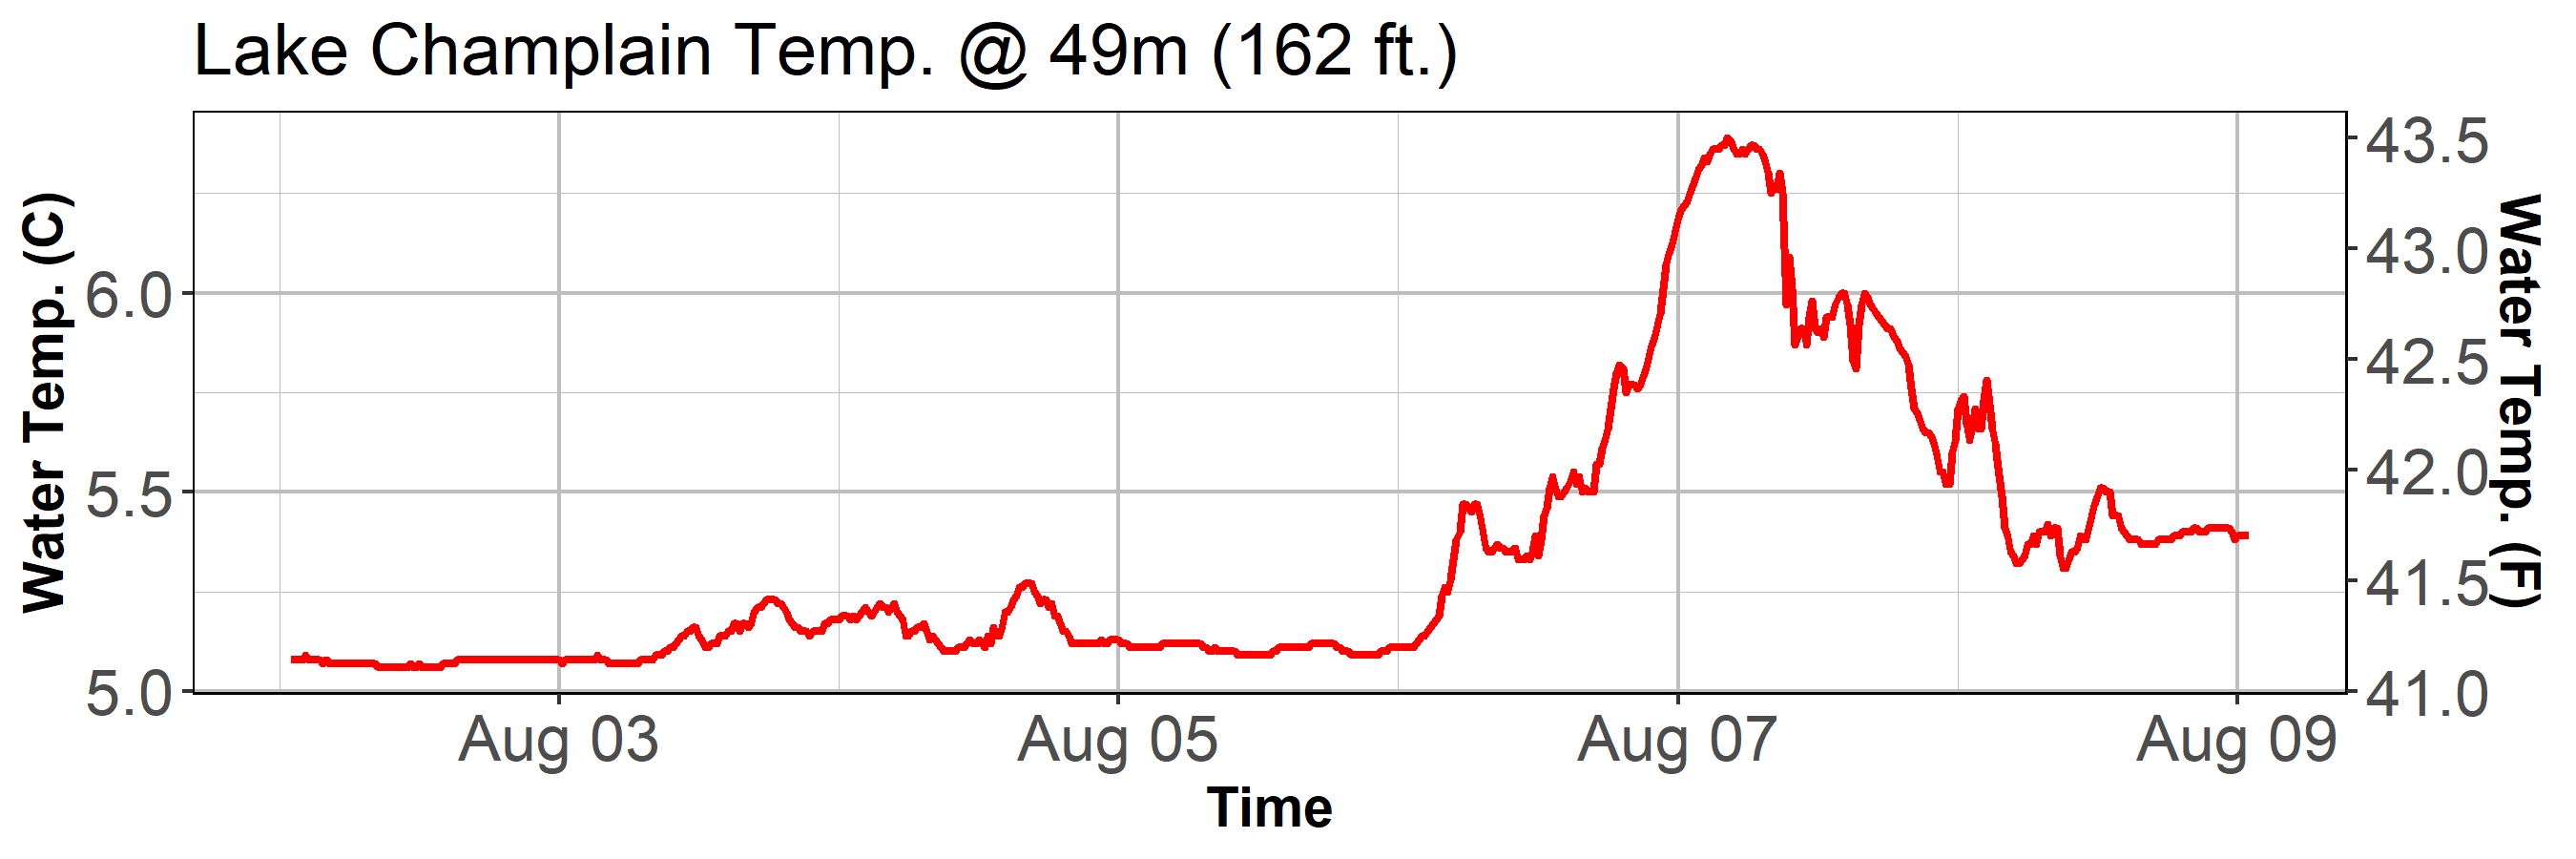 Lake Champlain Temp. @ 49m (162 ft.)
Water Temp. (C)
6.0
5.5
5.0
43.5
43.0
42.5
42.0
41.5
41.0
Water Temp. (F)
Aug 03 Aug 05 Aug 07 Aug 09
Time